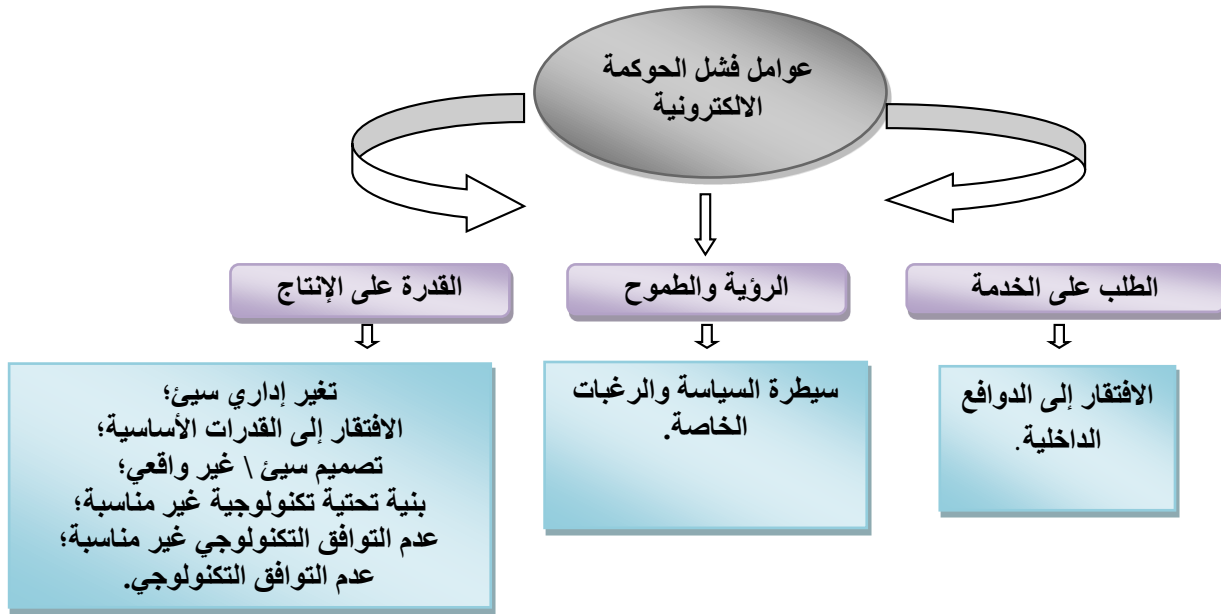 عوامل فشل الحوكمة
الالكترونية
الطلب على الخدمة
الرؤية والطموح
القدرة على الإنتاج
الافتقار إلى الدوافع
الداخلية.
سيطرة السياسة والرغبات
الخاصة.
تغير إداري سيئ؛
الافتقار إلى القدرات الأساسية؛
تصميم سيئ \ غير واقعي؛
بنية تحتية تكنولوجية غير مناسبة؛
عدم التوافق التكنولوجي غير مناسبة؛
عدم التوافق التكنولوجي.